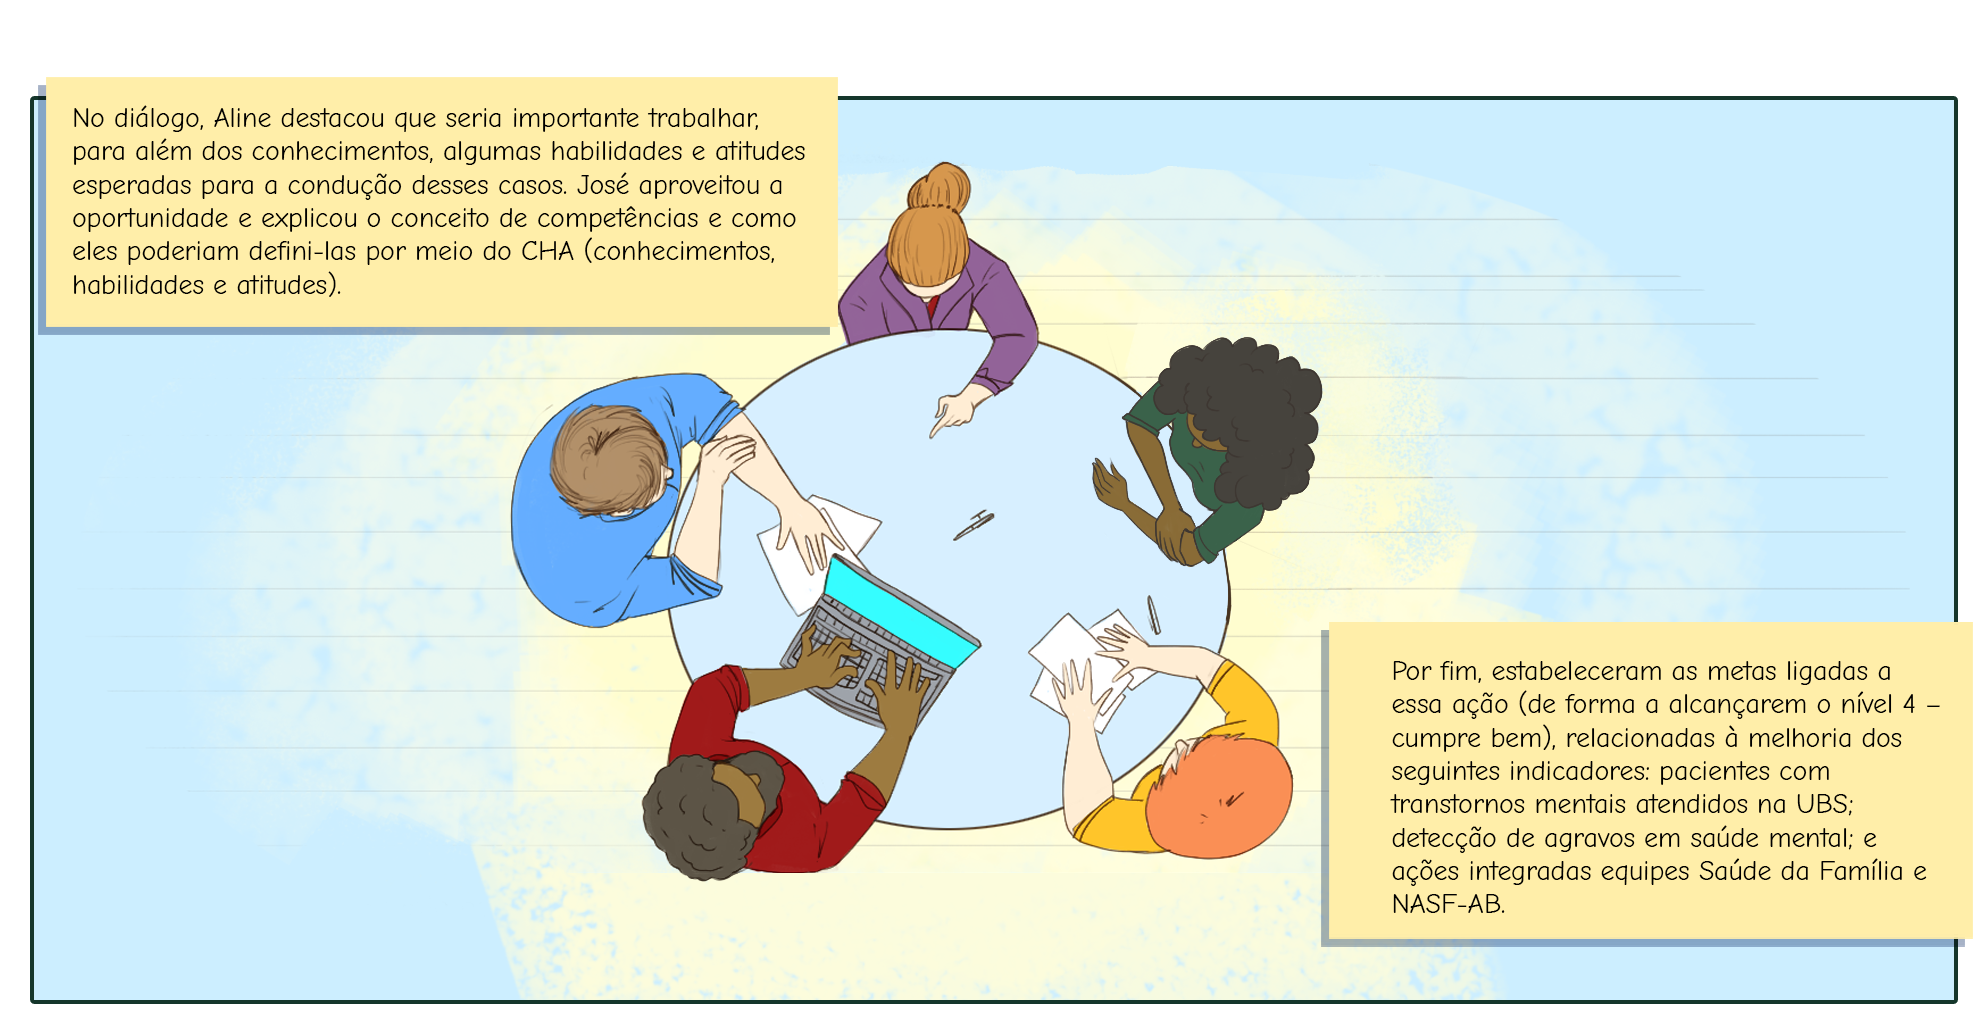 No diálogo, Aline destacou que seria importante trabalhar,
para além dos conhecimentos, algumas habilidades e atitudes
esperadas para a condução desses casos. José aproveitou a
oportunidade e explicou o conceito de competências e como
eles poderiam defini-las por meio do CHA (conhecimentos,
habilidades e atitudes).
Por fim, estabeleceram as metas ligadas a
essa ação (de forma a alcançarem o nível 4 –
cumpre bem), relacionadas à melhoria dos
seguintes indicadores: pacientes com
transtornos mentais atendidos na UBS;
detecção de agravos em saúde mental; e
ações integradas equipes Saúde da Família e
NASF-AB.